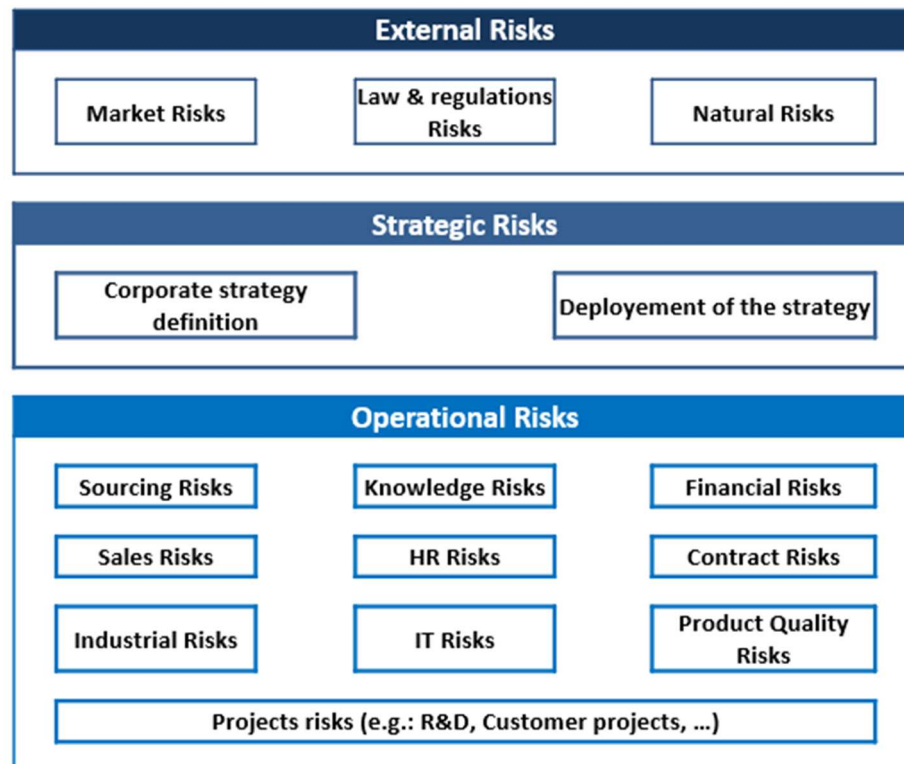 External Risks
Market Risks
Law & regulations
Risks
Natural Risks
Strategic Risks
Corporate strategy
definition
Deployement of the strategy
Operational Risks
Sourcing Risks
Knowledge Risks
Financial Risks
Sales Risks
HR Risks
Contract Risks
Industrial Risks
IT Risks
Product Quality
Risks
Projects risks (e.g.: R&D, Customer projects, ...)